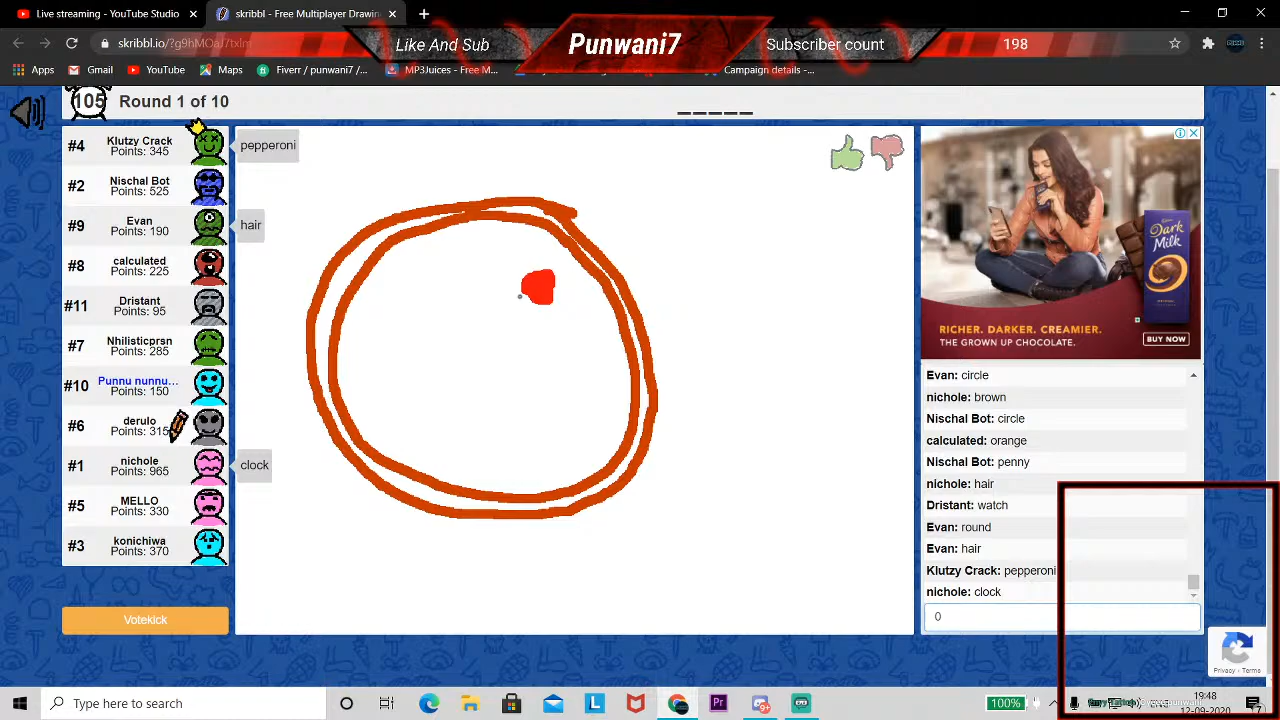 Live streaming - YouTube Studio
skribbl - Free Multiplayer Drawin
skribbl.io/?g9hMOaJ7txlm
Like And Sub
Punwani7
Subscriber count
198
Apps
Gmail
YouTube
Maps
Fiverr / punwani7 /...
MP3Juices - Free M...
Campaign details -...
105
Round 1 of 10
#4
Klutzy Crack
Points: 345
#2
Nischal Bot
Points: 525
#9
Evan
Points: 190
#8
calculated
Points: 225
#11
Dristant
Points: 95
#7
Nhilisticprsn
Points: 285
#10
Punnu nunnu...
Points: 150
#6
derulo
Points: 315
#1
nichole
Points: 965
#5
MELLO
Points: 330
#3
konichiwa
Points: 370
Votekick
pepperoni
hair
clock
Dark
Milk
RICHER. DARKER. CREAMIER.
THE GROWN UP CHOCOLATE.
BUY NOW
Evan: circle
nichole: brown
Nischal Bot: circle
calculated: orange
Nischal Bot: penny
nichole: hair
Dristant: watch
Evan: round
Evan: hair
Klutzy Crack: pepperoni
nichole: clock
0
Privacy - Terms
Type here to search
100%
19:48
12-09-2020